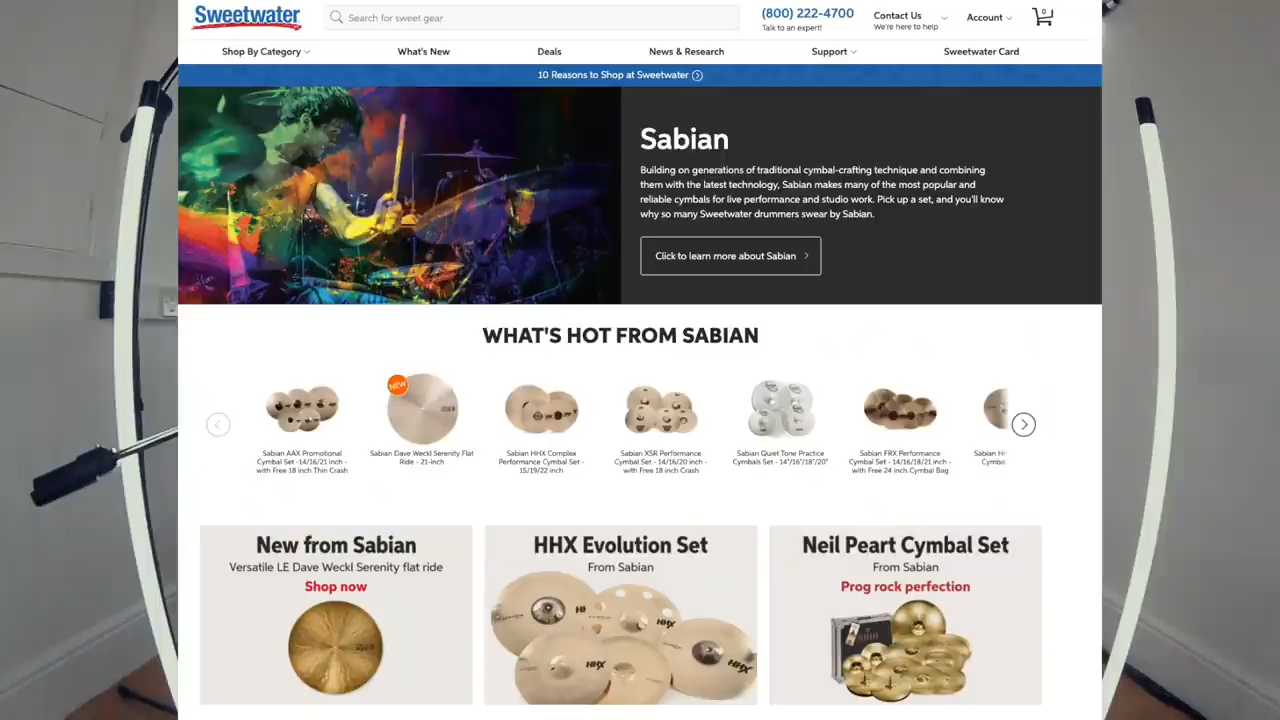 Sweetwater
Search for sweet gear
(800) 222-4700
Talk to an expert!
Contact Us
We're here to help
Account
0
Shop By Category
What's New
Deals
News & Research
Support
Sweetwater Card
10 Reasons to Shop at Sweetwater
Sabian
Building on generations of traditional cymbal-crafting technique and combining
them with the latest technology, Sabian makes many of the most popular and
reliable cymbals for live performance and studio work. Pick up a set, and you'll know
why so many Sweetwater drummers swear by Sabian.
Click to learn more about Sabian
WHAT'S HOT FROM SABIAN
NEW
Sabian AAX Promotional
Cymbal Set -14/16/21 inch -
with Free 18 inch Thin Crash
Sabian Dave Weckl Serenity Flat
Ride - 21-inch
Sabian HHX Complex
Performance Cymbal Set -
15/19/22 inch
Sabian XSR Performance
Cymbal Set - 14/16/20 inch -
with Free 18 inch Crash
Sabian Quiet Tone Practice
Cymbals Set - 14"/16"/18"/20"
Sabian FRX Performance
Cymbal Set - 14/16/18/21 inch -
with Free 24 inch Cymbal Bag
Sabian H
Cymba
New from Sabian
Versatile LE Dave Weckl Serenity flat ride
Shop now
HHX Evolution Set
From Sabian
HHX
HHX
HHX
Neil Peart Cymbal Set
From Sabian
Prog rock perfection